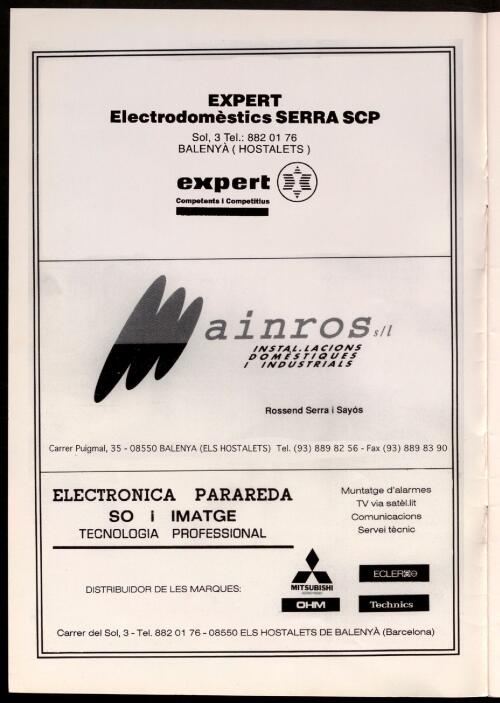 EXPERT
Electrodomèstics SERRA SCP
Sol, 3 Tel.: 882 01 76
BALENYÀ ( HOSTALETS )
expert
Competents i Competitius
Mainros s/l
INSTAL.LACIONS
DOMÈSTIQUES
I INDUSTRIALS
Rossend Serra i Sayós
Carrer Puigmal, 35 - 08550 BALENYA (ELS HOSTALETS) Tel. (93) 889 82 56 - Fax (93) 889 83 90
ELECTRONICA PARAREDA
SO i IMATGE
TECNOLOGIA PROFESSIONAL
Muntatge d'alarmes
TV via satèl.lit
Comunicacions
Servei tècnic
DISTRIBUIDOR DE LES MARQUES:
MITSUBISHI
ECLER
OHM
Technics
Carrer del Sol, 3 - Tel. 882 01 76 - 08550 ELS HOSTALETS DE BALENYÀ (Barcelona)